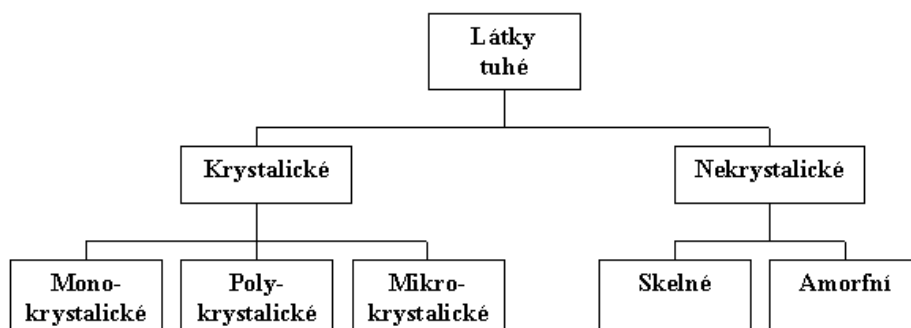 Látky
tuhé
Krystalické
Nekrystalické
Mono-
krystalické
Poly-
krystalické
Mikro-
krystalické
Skelné
Amorfní